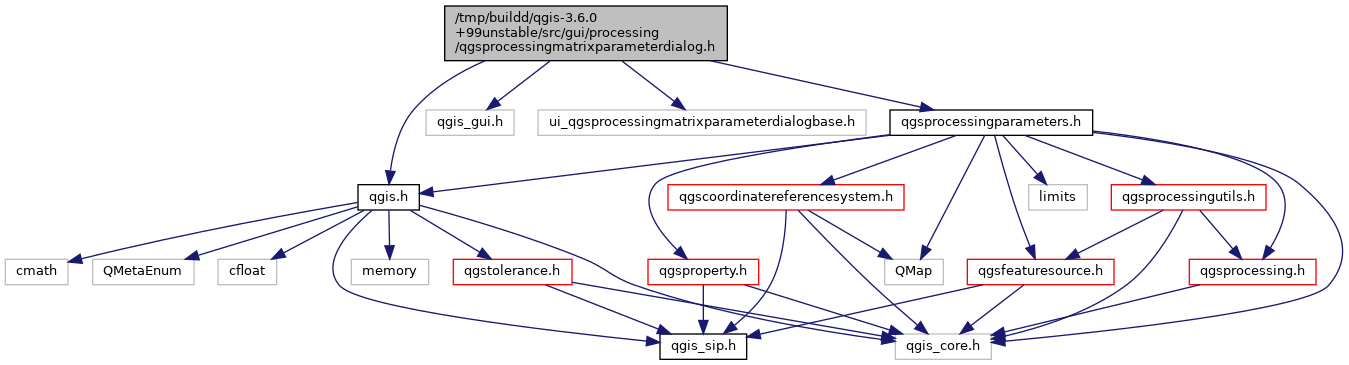 /tmp/buildd/qgis-3.6.0
+99unstable/src/gui/processing
/qgsprocessingmatrixparameterdialog.h
qgis_gui.h
ui_qgsprocessingmatrixparameterdialogbase.h
qgsprocessingparameters.h
qgis.h
qgscoordinatereferencesystem.h
limits
qgsprocessingutils.h
cmath
QMetaEnum
cfloat
memory
qgstolerance.h
qgsproperty.h
QMap
qgsfeaturesource.h
qgsprocessing.h
qgis_sip.h
qgis_core.h